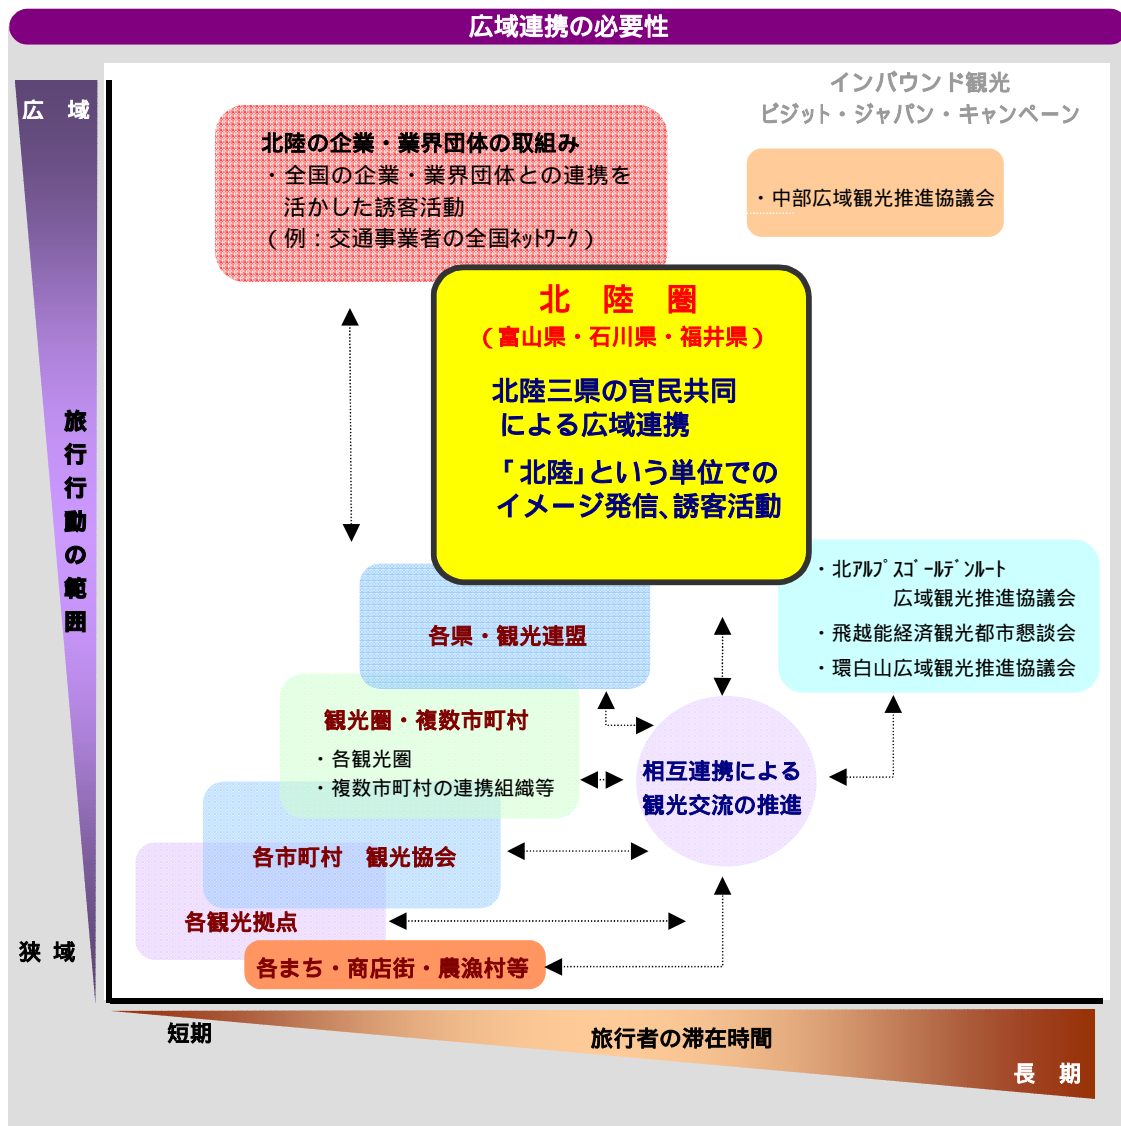 広域連携の必要性
広　域
インバウンド観光
ビジット・ジャパン・キャンペーン
北陸の企業・業界団体の取組み
・全国の企業・業界団体との連携を
活かした誘客活動
（例：交通事業者の全国ﾈｯﾄﾜｰｸ）
・中部広域観光推進協議会
北　陸　圏
（富山県・石川県・福井県）
北陸三県の官民共同
による広域連携
「北陸」という単位での
イメージ発信、誘客活動
旅行行動の範囲
・北ｱﾙﾌﾟｽｺﾞｰﾙﾃﾞﾝﾙｰﾄ
広域観光推進協議会
・飛越能経済観光都市懇談会
・環白山広域観光推進協議会
各県・観光連盟
観光圏・複数市町村
・各観光圏
・複数市町村の連携組織等
相互連携による
観光交流の推進
各市町村　観光協会
各観光拠点
各まち・商店街・農漁村等
狭 域
短期
旅行者の滞在時間
長　期